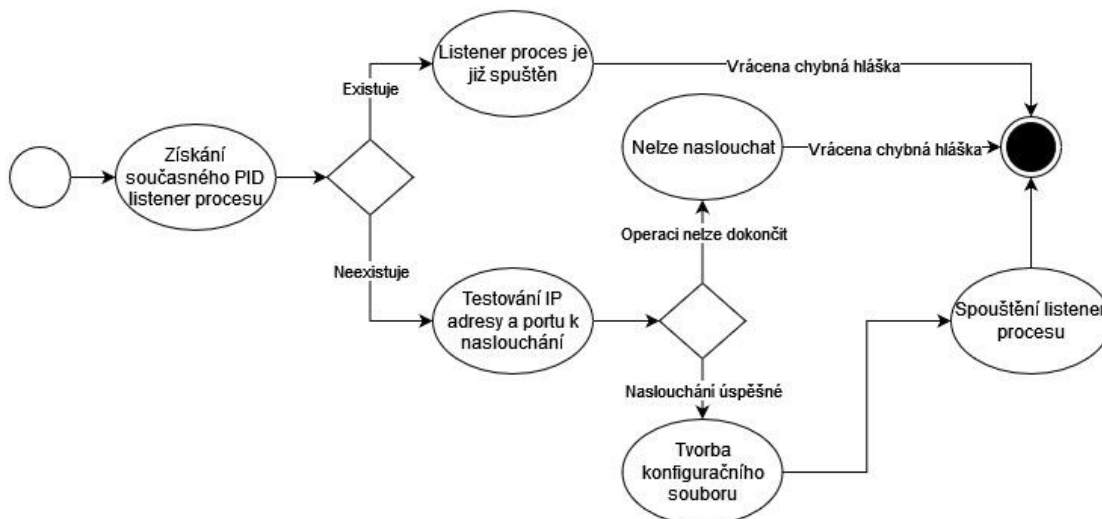 Listener proces je
již spuštěn
Vrácena chybná hláška
Existuje
Nelze naslouchat
Vrácena chybná hláška
Získání
současného PID
listener procesu
Operaci nelze dokončit
Neexistuje
Testování IP
adresy a portu k
naslouchání
Spouštění listener
procesu
Naslouchání úspěšné
Tvorba
konfiguračního
souboru